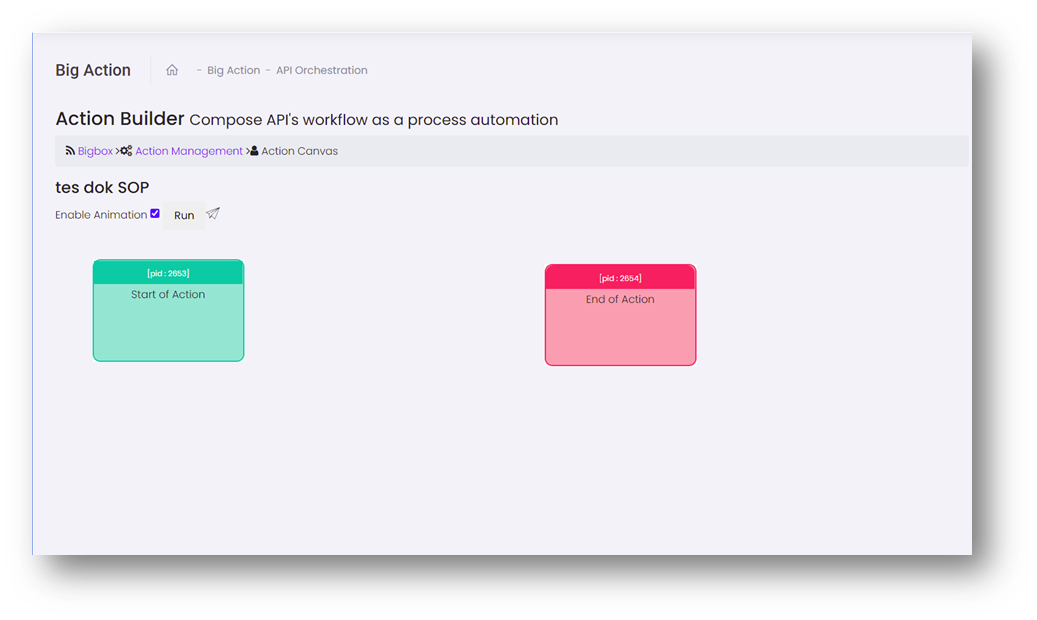 Big Action - Big Action - API Orchestration
Action Builder Compose API's workflow as a process automation
Bigbox > Action Management > Action Canvas
tes dok SOP
Enable Animation Run
[pid : 2653]
Start of Action
[pid : 2654]
End of Action